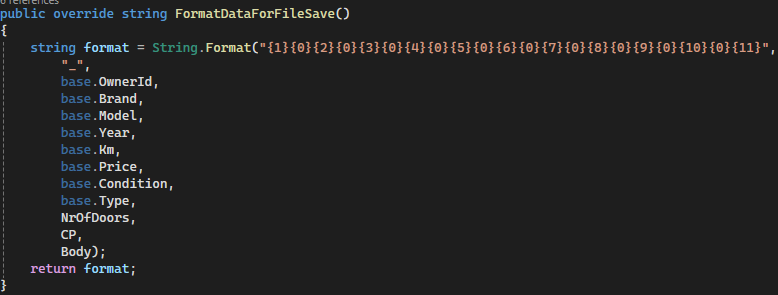 6 references
public override string FormatDataForFileSave()
{
string format = String.Format("{1}{0}{2}{0}{3}{0}{4}{0}{5}{0}{6}{0}{7}{0}{8}{0}{9}{0}{10}{0}{11}",
"_",
base.OwnerId,
base.Brand,
base.Model,
base.Year,
base.Km,
base.Price,
base.Condition,
base.Type,
NrOfDoors,
CP,
Body);
return format;
}